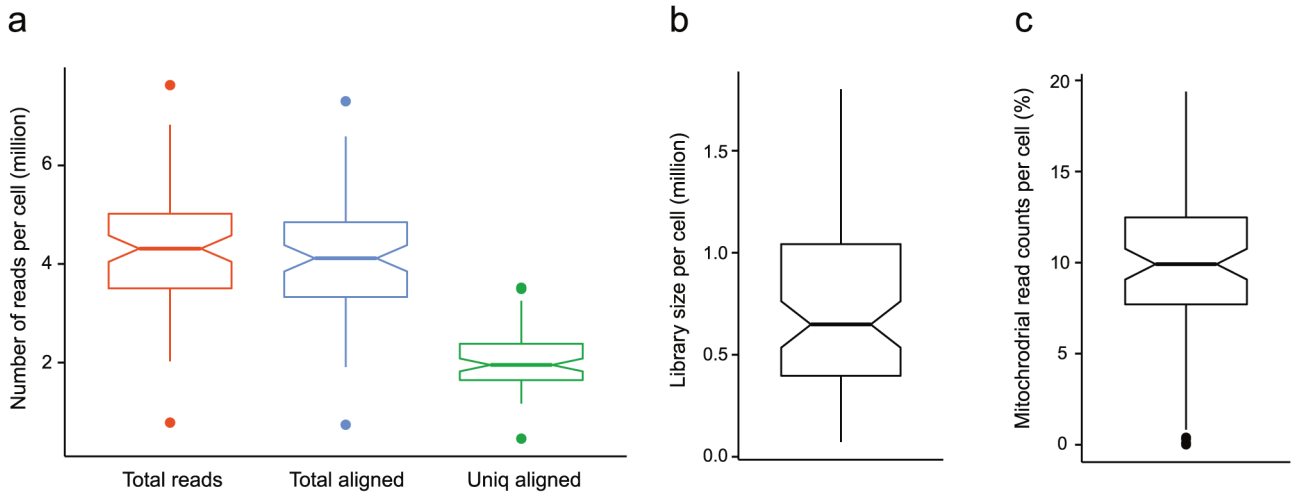 a
b
c
Number of reads per cell (million)
6
4
2
Total reads
Total aligned
Uniq aligned
Library size per cell (million)
1.5
1.0
0.5
0.0
Mitochrodrial read counts per cell (%)
20
15
10
5
0